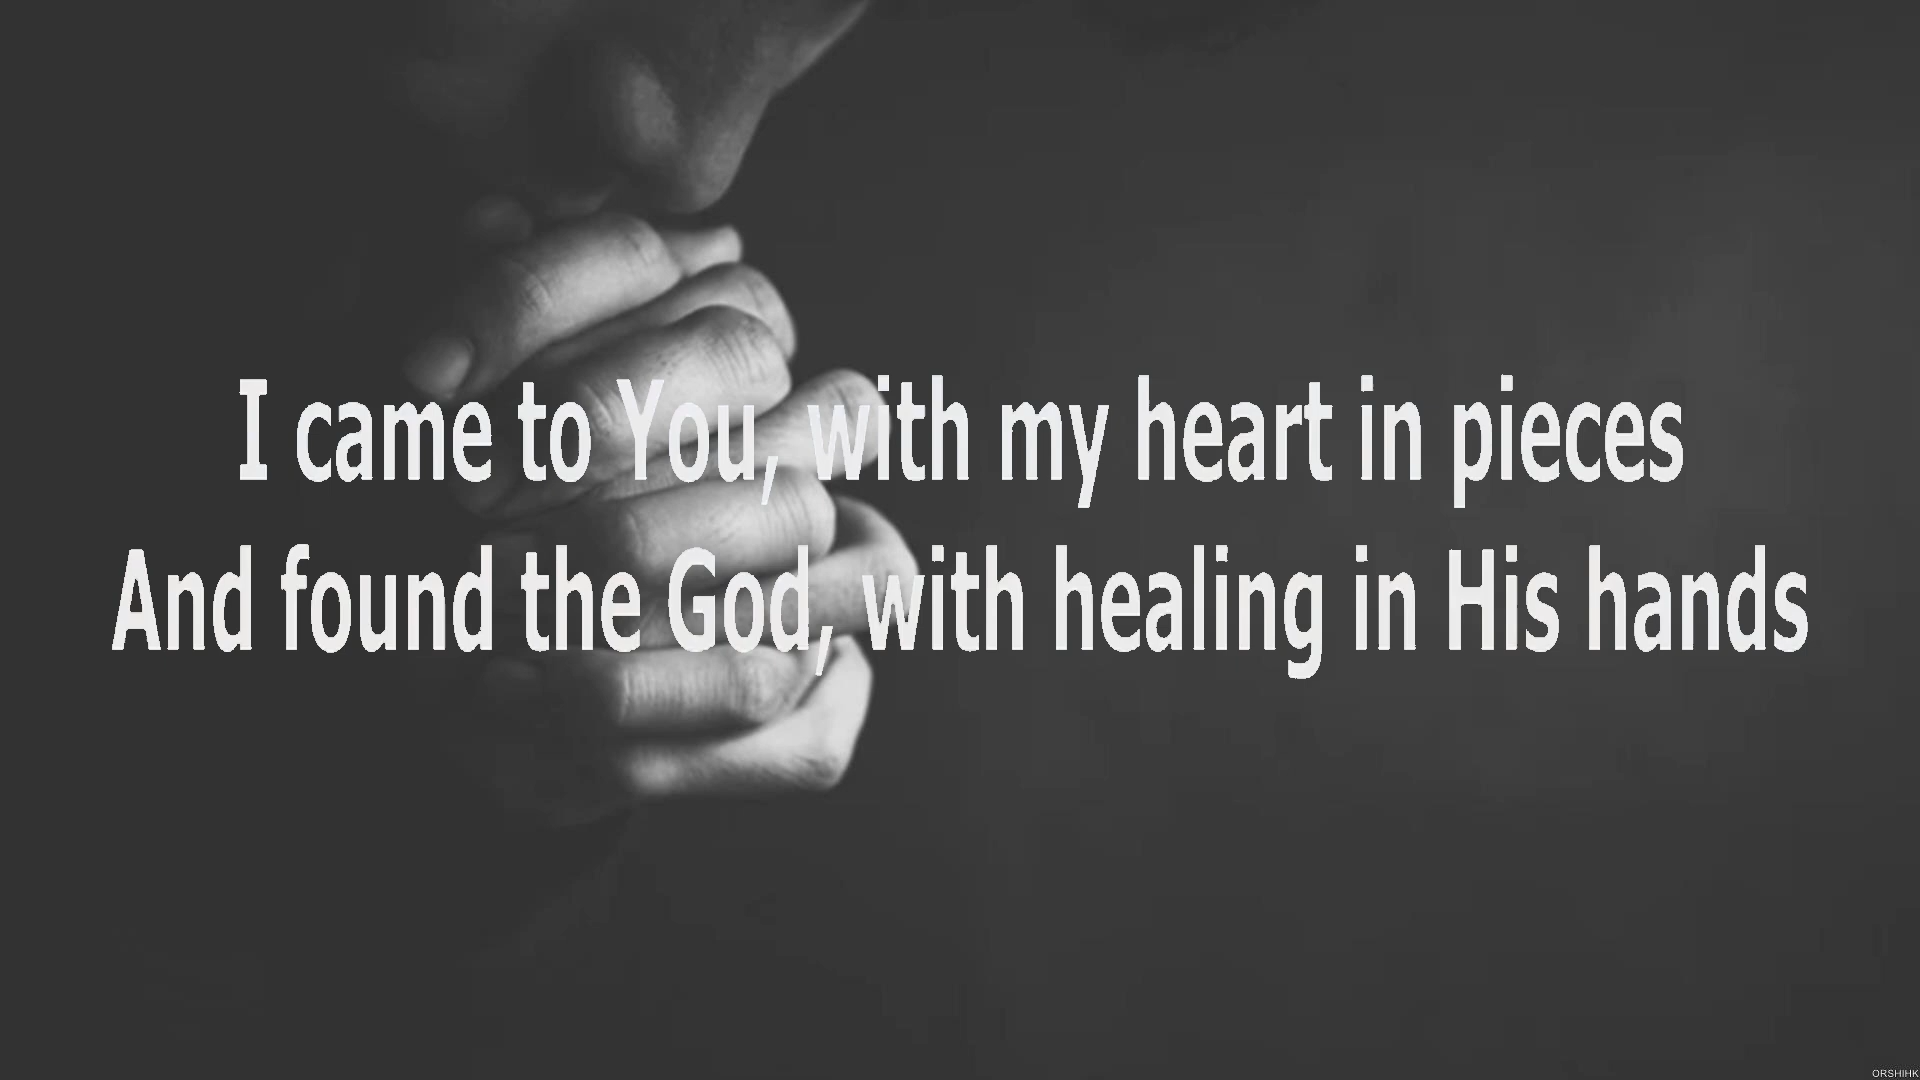 I came to You, with my heart in pieces
And found the God, with healing in His hands
ORSHIHK